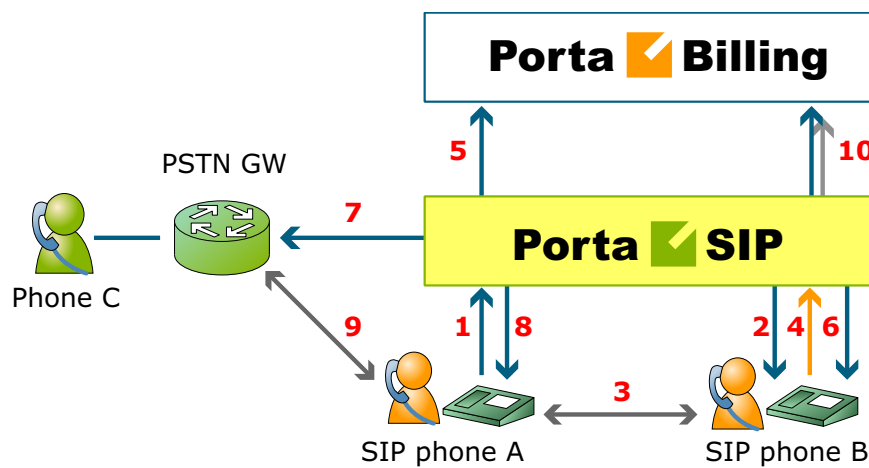 Porta Billing
5
10
PSTN GW
7
Porta SIP
Phone C
9
1
8
2
4
6
3
SIP phone A
SIP phone B